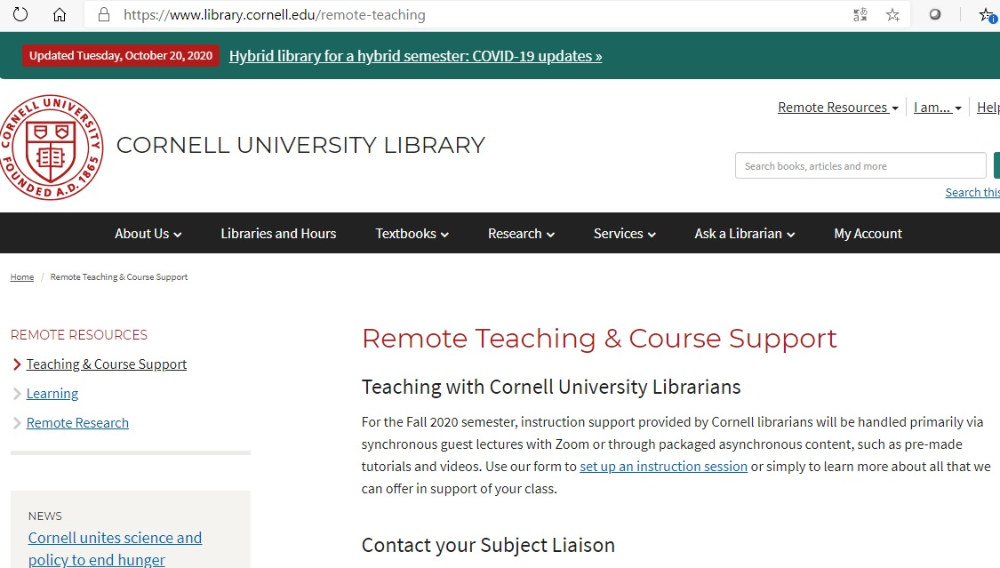 https://www.library.cornell.edu/remote-teaching
Updated Tuesday, October 20, 2020 Hybrid library for a hybrid semester: COVID-19 updates »
CORNELL UNIVERSITY
FOUNDED A.D. 1865
CORNELL UNIVERSITY LIBRARY
Remote Resources I am... Help
Search books, articles and more
Search this
About Us Libraries and Hours Textbooks Research Services Ask a Librarian My Account
Home / Remote Teaching & Course Support
REMOTE RESOURCES
Teaching & Course Support
Learning
Remote Research
NEWS
Cornell unites science and
policy to end hunger
Remote Teaching & Course Support
Teaching with Cornell University Librarians
For the Fall 2020 semester, instruction support provided by Cornell librarians will be handled primarily via
synchronous guest lectures with Zoom or through packaged asynchronous content, such as pre-made
tutorials and videos. Use our form to set up an instruction session or simply to learn more about all that we
can offer in support of your class.
Contact your Subject Liaison